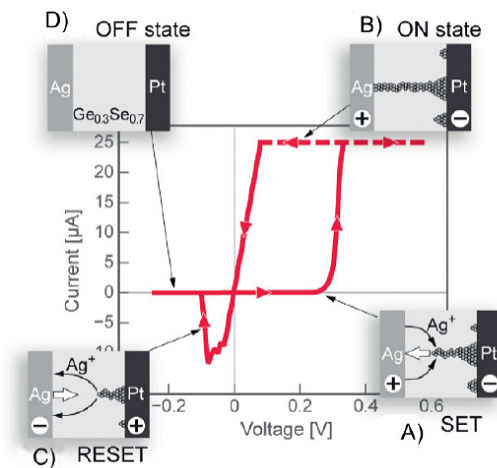 D)
OFF state
B)
ON state
Ag
Pt
Ge0.3Se0.7
Ag
Pt
+
−
25
20
15
10
5
0
−5
−10
Current [µA]
Ag+
Ag
Pt
−
+
C)
RESET
Ag+
Ag
Pt
+
−
A)
SET
−0.2
0
0.2
0.4
0.6
Voltage [V]